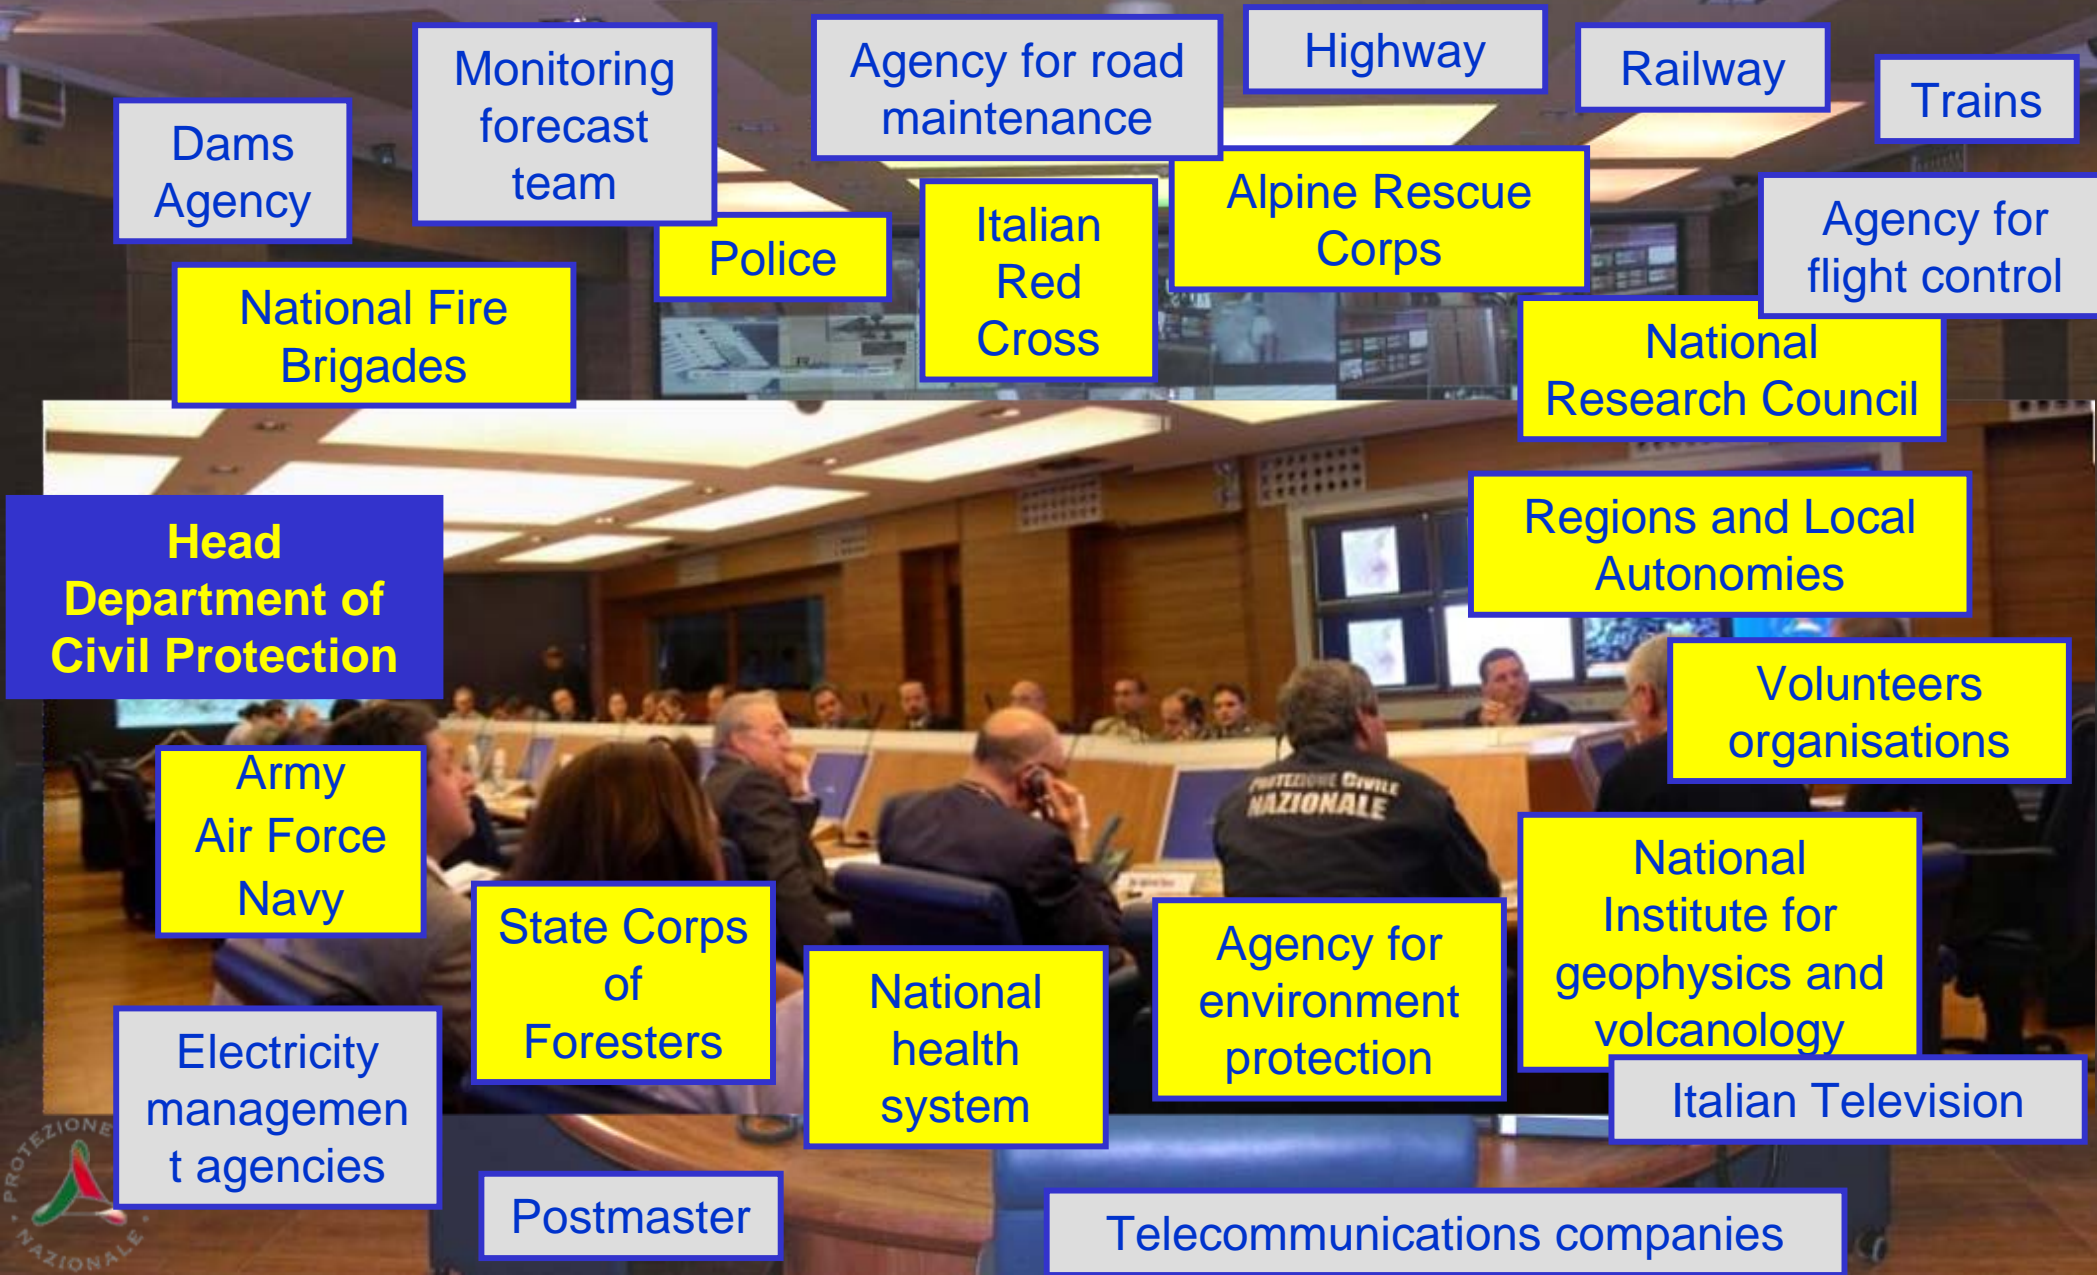 Monitoring
forecast
team
Agency for road
maintenance
Highway
Railway
Trains
Dams
Agency
Police
Italian
Red
Cross
Alpine Rescue
Corps
Agency for
flight control
National Fire
Brigades
National
Research Council
Head
Department of
Civil Protection
Regions and Local
Autonomies
Volunteers
organisations
Army
Air Force
Navy
PROTEZIONE CIVILE
NAZIONALE
State Corps
of
Foresters
National
health
system
Agency for
environment
protection
National
Institute for
geophysics and
volcanology
Electricity
managemen
t agencies
Italian Television
Postmaster
Telecommunications companies
PROTEZIONE
NAZIONALE